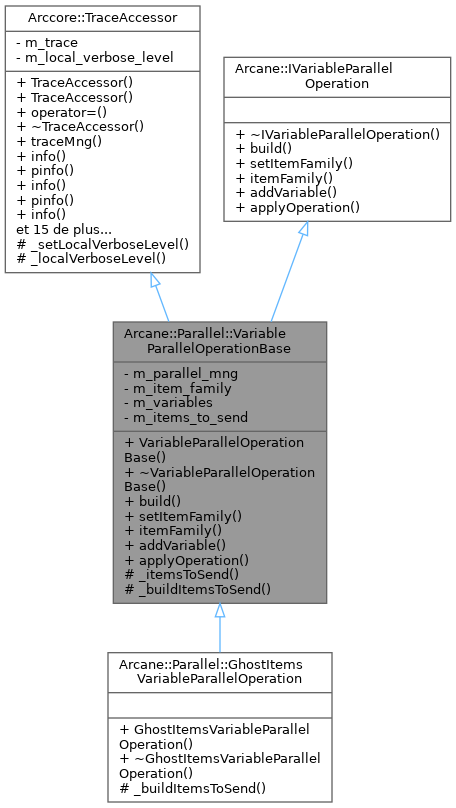 Arccore::TraceAccessor
- m_trace
- m_local_verbose_level
+ TraceAccessor()
+ TraceAccessor()
+ operator=()
+ ~TraceAccessor()
+ traceMng()
+ info()
+ pinfo()
+ info()
+ pinfo()
+ info()
et 15 de plus...
# _setLocalVerboseLevel()
# _localVerboseLevel()
Arcane::IVariableParallel
Operation
+ ~IVariableParallelOperation()
+ build()
+ setItemFamily()
+ itemFamily()
+ addVariable()
+ applyOperation()
Arcane::Parallel::Variable
ParallelOperationBase
- m_parallel_mng
- m_item_family
- m_variables
- m_items_to_send
+ VariableParallelOperation
Base()
+ ~VariableParallelOperation
Base()
+ build()
+ setItemFamily()
+ itemFamily()
+ addVariable()
+ applyOperation()
# _itemsToSend()
# _buildItemsToSend()
Arcane::Parallel::GhostItems
VariableParallelOperation
+ GhostItemsVariableParallel
Operation()
+ ~GhostItemsVariableParallel
Operation()
# _buildItemsToSend()